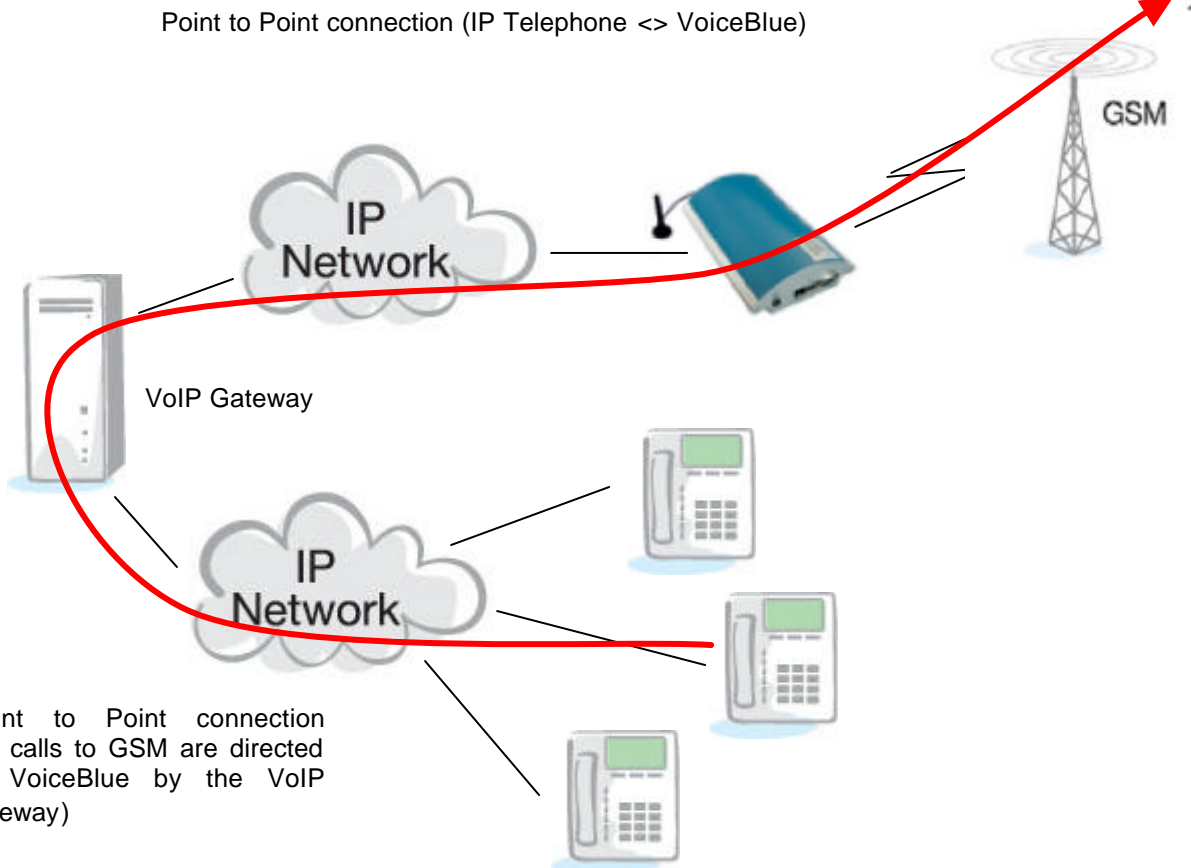 Point to Point connection (IP Telephone <> VoiceBlue)
GSM
IP
Network
VoIP Gateway
IP
Network
nt to Point connection
calls to GSM are directed
VoiceBlue by the VoIP
eway)